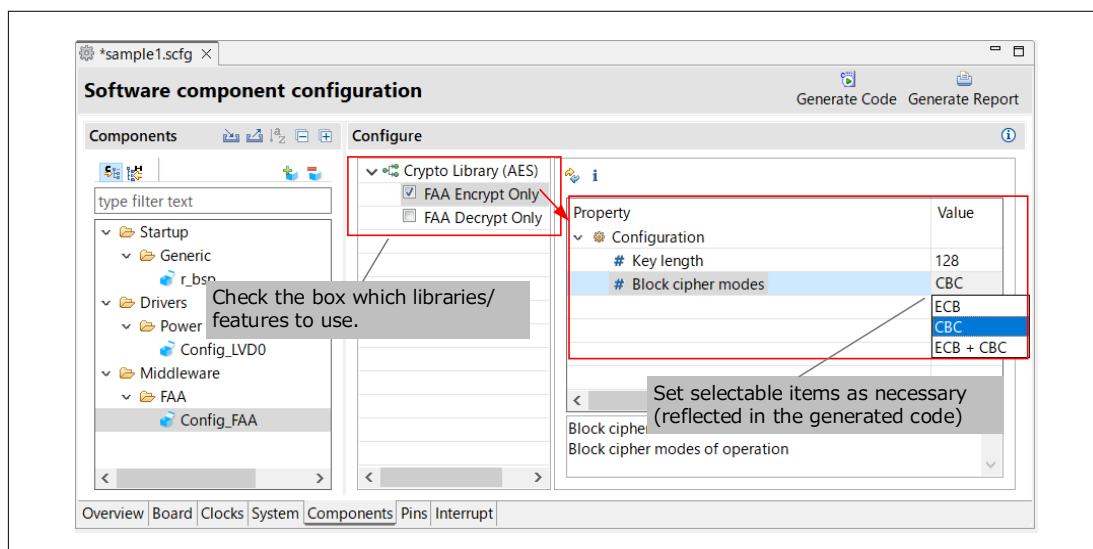 *sample1.scfg
Software component configuration
Generate Code Generate Report
Components
Configure
type filter text
Startup
Generic
r_bsp
Drivers
Power
Config_LVD0
Middleware
FAA
Config_FAA
Crypto Library (AES)
FAA Encrypt Only
FAA Decrypt Only
Check the box which libraries/
features to use.
Property Value
Configuration
# Key length 128
# Block cipher modes CBC
ECB
CBC
ECB + CBC
Set selectable items as necessary
(reflected in the generated code)
Block cipher modes of operation
Overview Board Clocks System Components Pins Interrupt